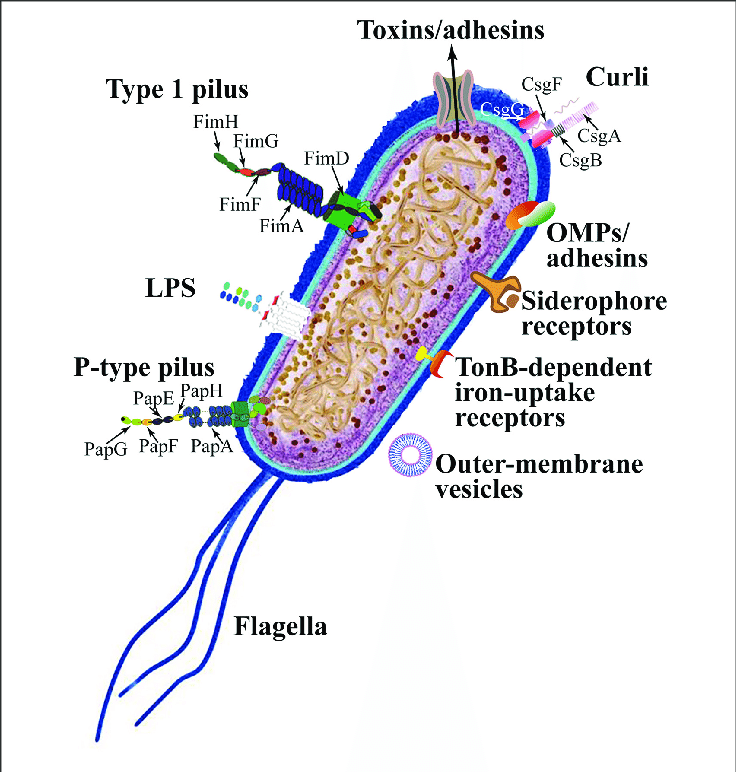 Toxins/adhesins
Type 1 pilus
FimH
FimG
FimF
FimA
FimD
CsgG
CsgF
Curli
CsgA
CsgB
OMPs/
adhesins
LPS
Siderophore
receptors
P-type pilus
PapE
PapH
PapG
PapF
PapA
TonB-dependent
iron-uptake
receptors
Outer-membrane
vesicles
Flagella